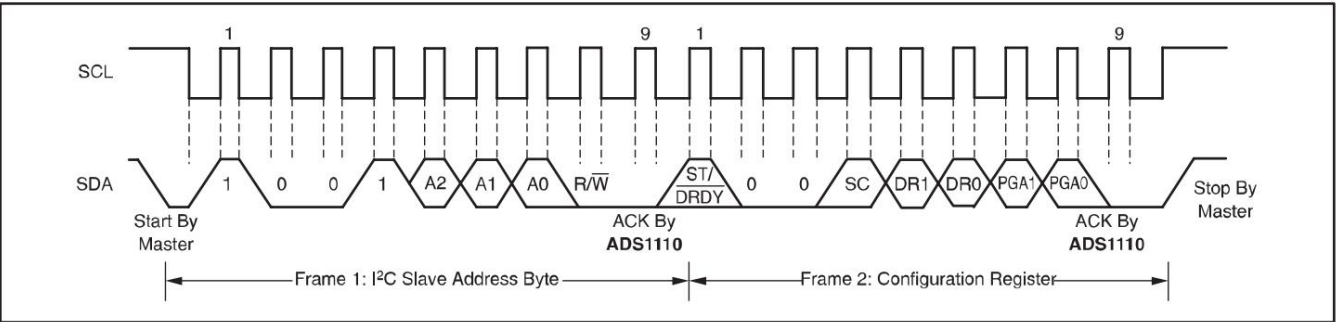 1 9 1 9
SCL
SDA 1 0 0 1 A2 A1 A0 R/W̅ ST/ 0 0 SC DR1 DR0 PGA1 PGA0
D̅R̅D̅Y̅
Start By
Master
ACK By
ADS1110
ACK By
ADS1110
Stop By
Master
Frame 1: I²C Slave Address Byte
Frame 2: Configuration Register